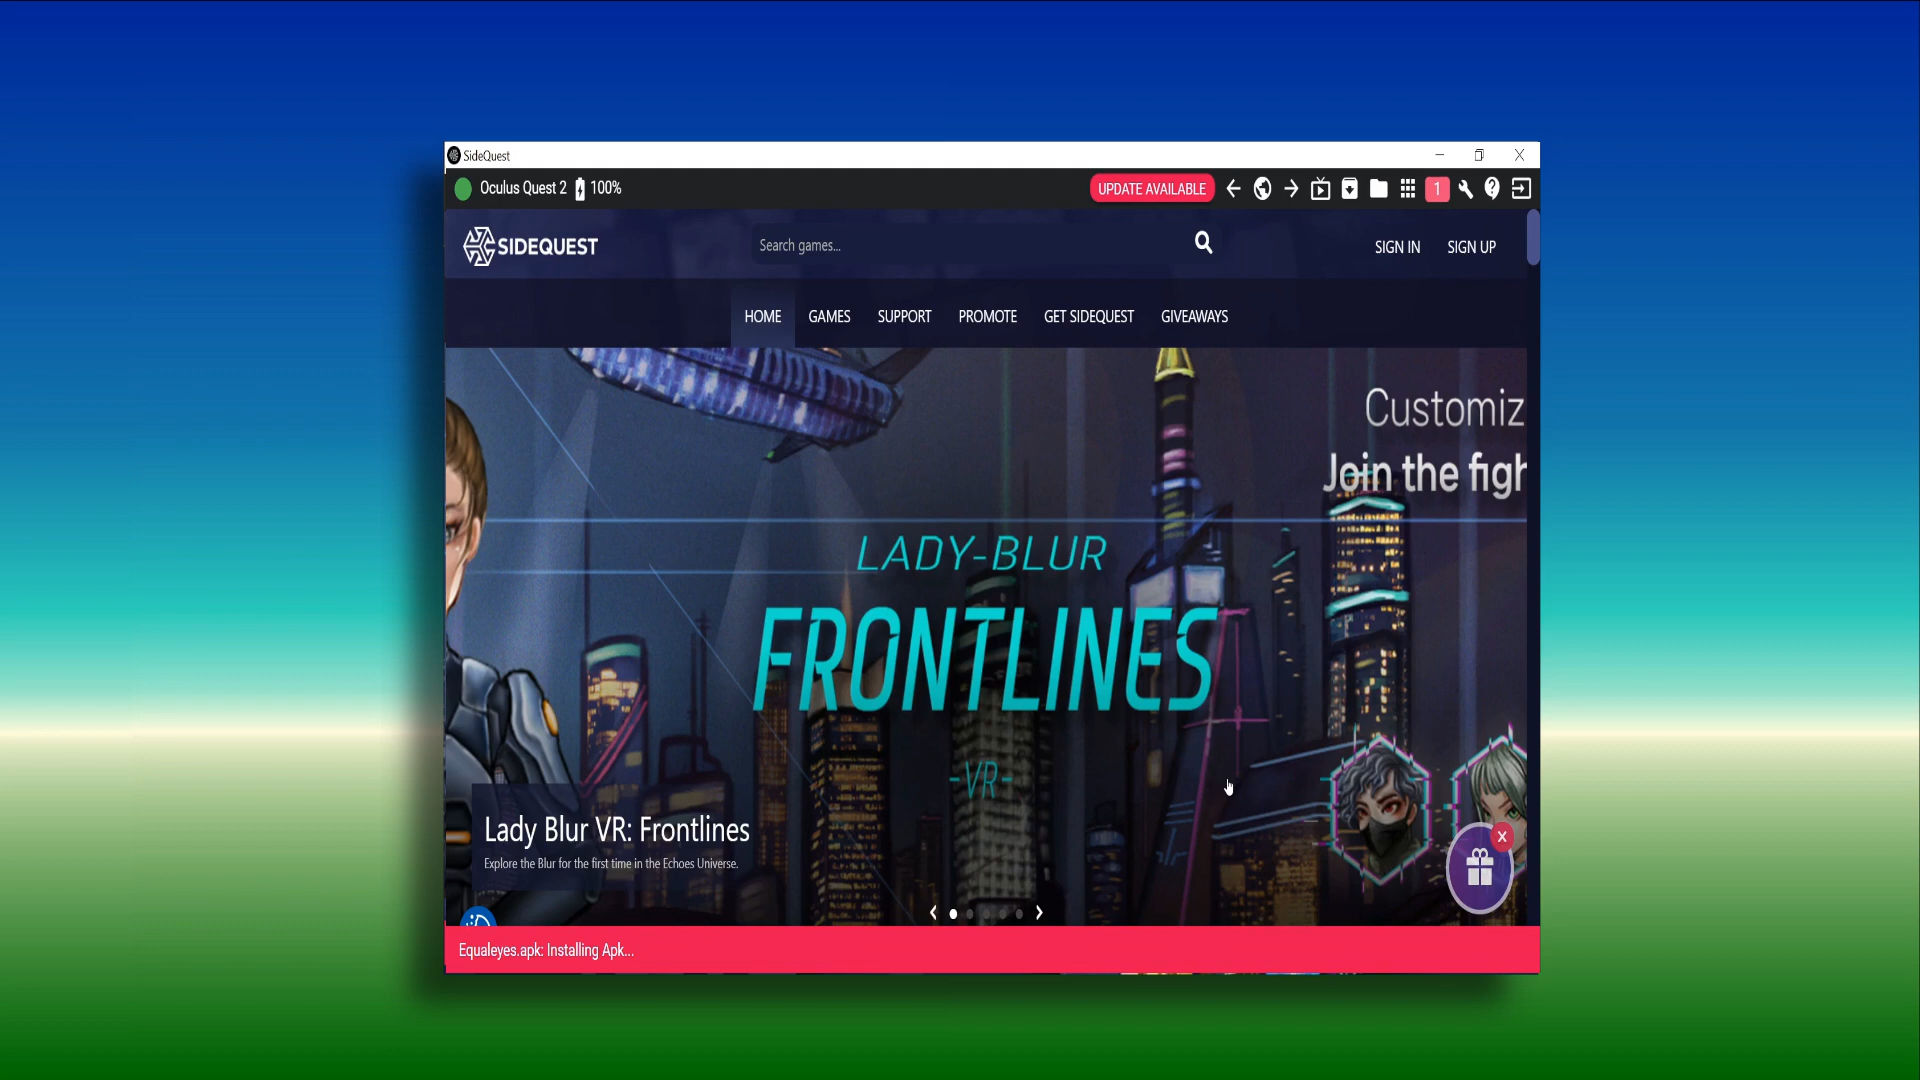 SideQuest
Oculus Quest 2 100%
UPDATE AVAILABLE
1
SIDEQUEST
Search games...
SIGN IN SIGN UP
HOME GAMES SUPPORT PROMOTE GET SIDEQUEST GIVEAWAYS
Customiz
Join the figh
LADY-BLUR
FRONTLINES
-VR-
Lady Blur VR: Frontlines
Explore the Blur for the first time in the Echoes Universe.
Equaleyes.apk: Installing Apk...